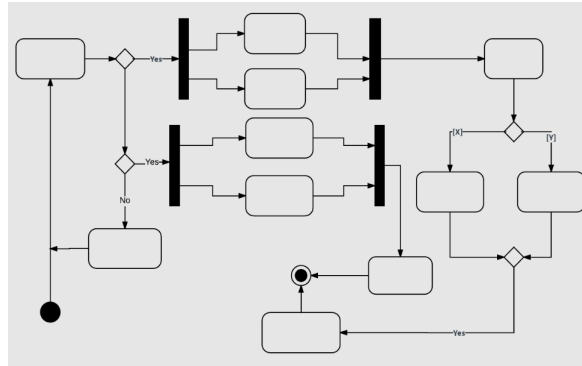 Yes
[X]
[Y]
Yes
No
Yes